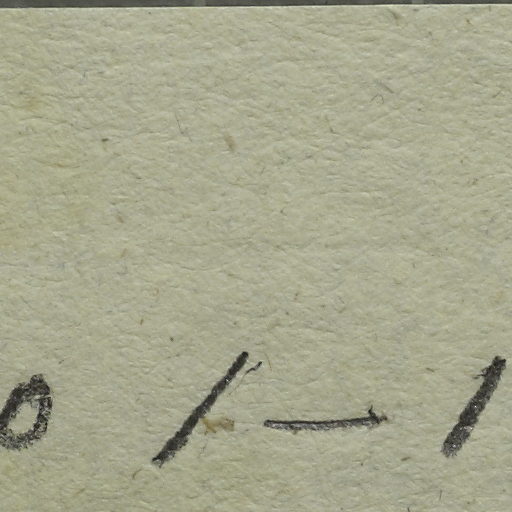 0 / — 1